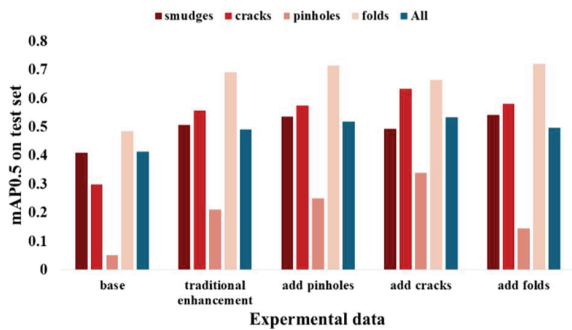 smudges cracks pinholes folds All
mAP0.5 on test set
0.8
0.7
0.6
0.5
0.4
0.3
0.2
0.1
0
base traditional enhancement add pinholes add cracks add folds
Expermental data